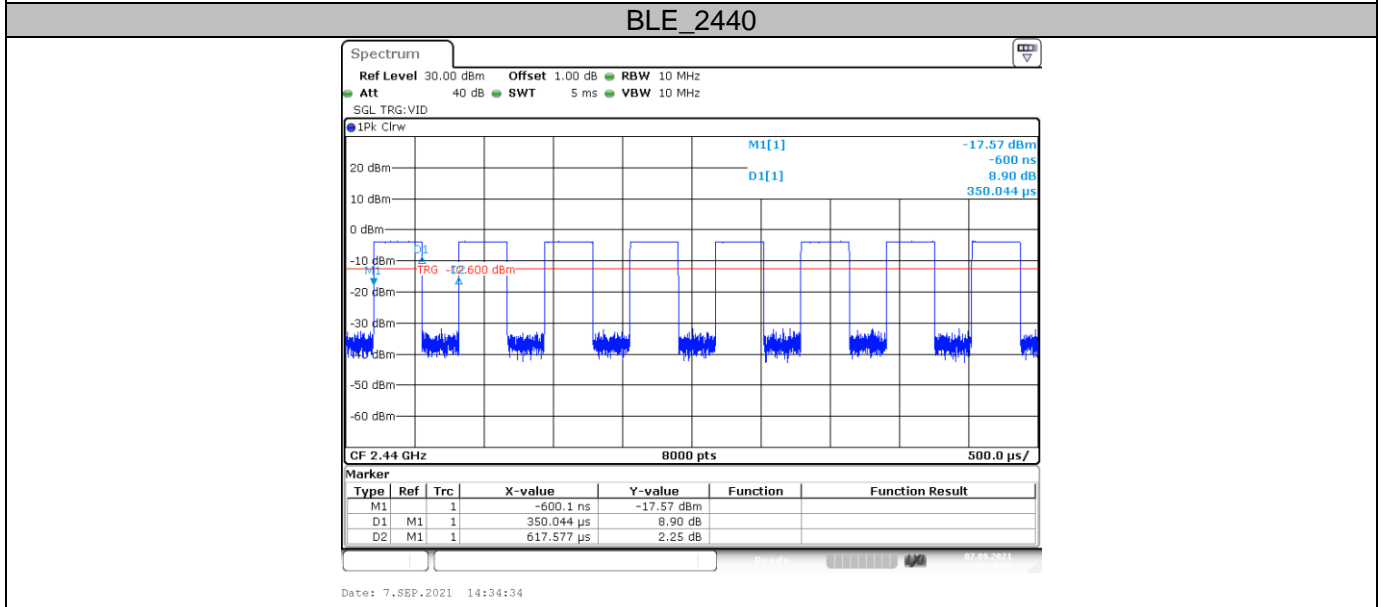 BLE_2440
Spectrum
Ref Level 30.00 dBm Offset 1.00 dB RBW 10 MHz
Att 40 dB SWT 5 ms VBW 10 MHz
SGL TRG:VID
1Pk Clrw
M1[1] -17.57 dBm
-600 ns
20 dBm
D1[1] 8.90 dB
350.044 µs
10 dBm
0 dBm
D1
-10 dBm
M1
TRG -12.600 dBm
-20 dBm
-30 dBm
-40 dBm
-50 dBm
-60 dBm
CF 2.44 GHz 8000 pts 500.0 µs/
Marker
Type Ref Trc X-value Y-value Function Function Result
M1 1 -600.1 ns -17.57 dBm
D1 M1 1 350.044 µs 8.90 dB
D2 M1 1 617.577 µs 2.25 dB
Ready 07.09.2021
Date: 7.SEP.2021 14:34:34